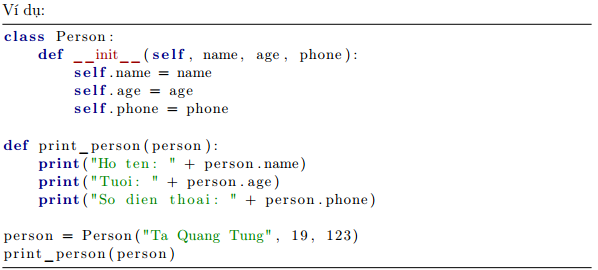 Ví dụ:
class Person:
    def __init__(self, name, age, phone):
        self.name = name
        self.age = age
        self.phone = phone

def print_person(person):
    print("Ho ten: " + person.name)
    print("Tuoi: " + person.age)
    print("So dien thoai: " + person.phone)

person = Person("Ta Quang Tung", 19, 123)
print_person(person)